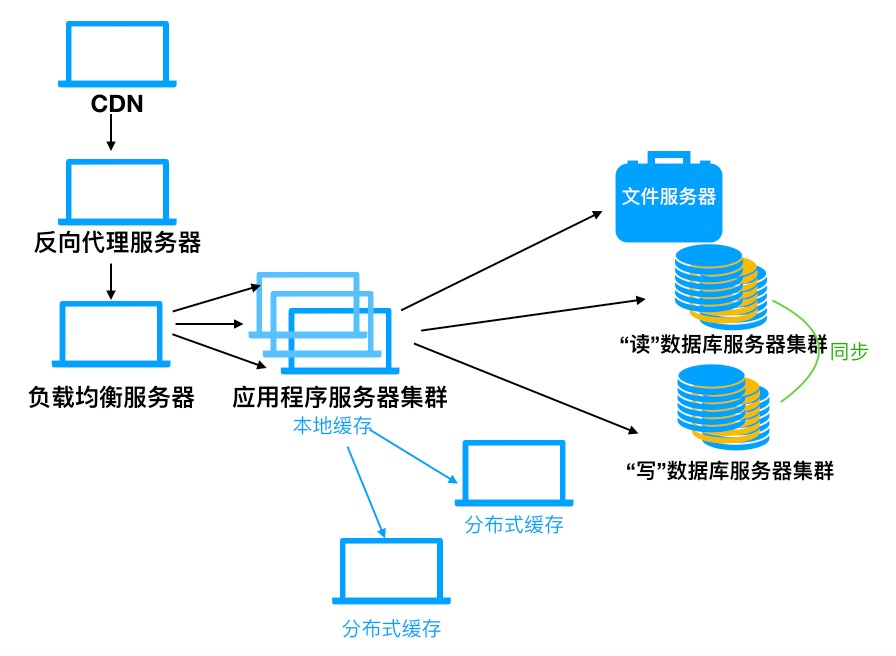 CDN
反向代理服务器
负载均衡服务器
应用程序服务器集群
本地缓存
分布式缓存
分布式缓存
文件服务器
“读”数据库服务器集群
同步
“写”数据库服务器集群